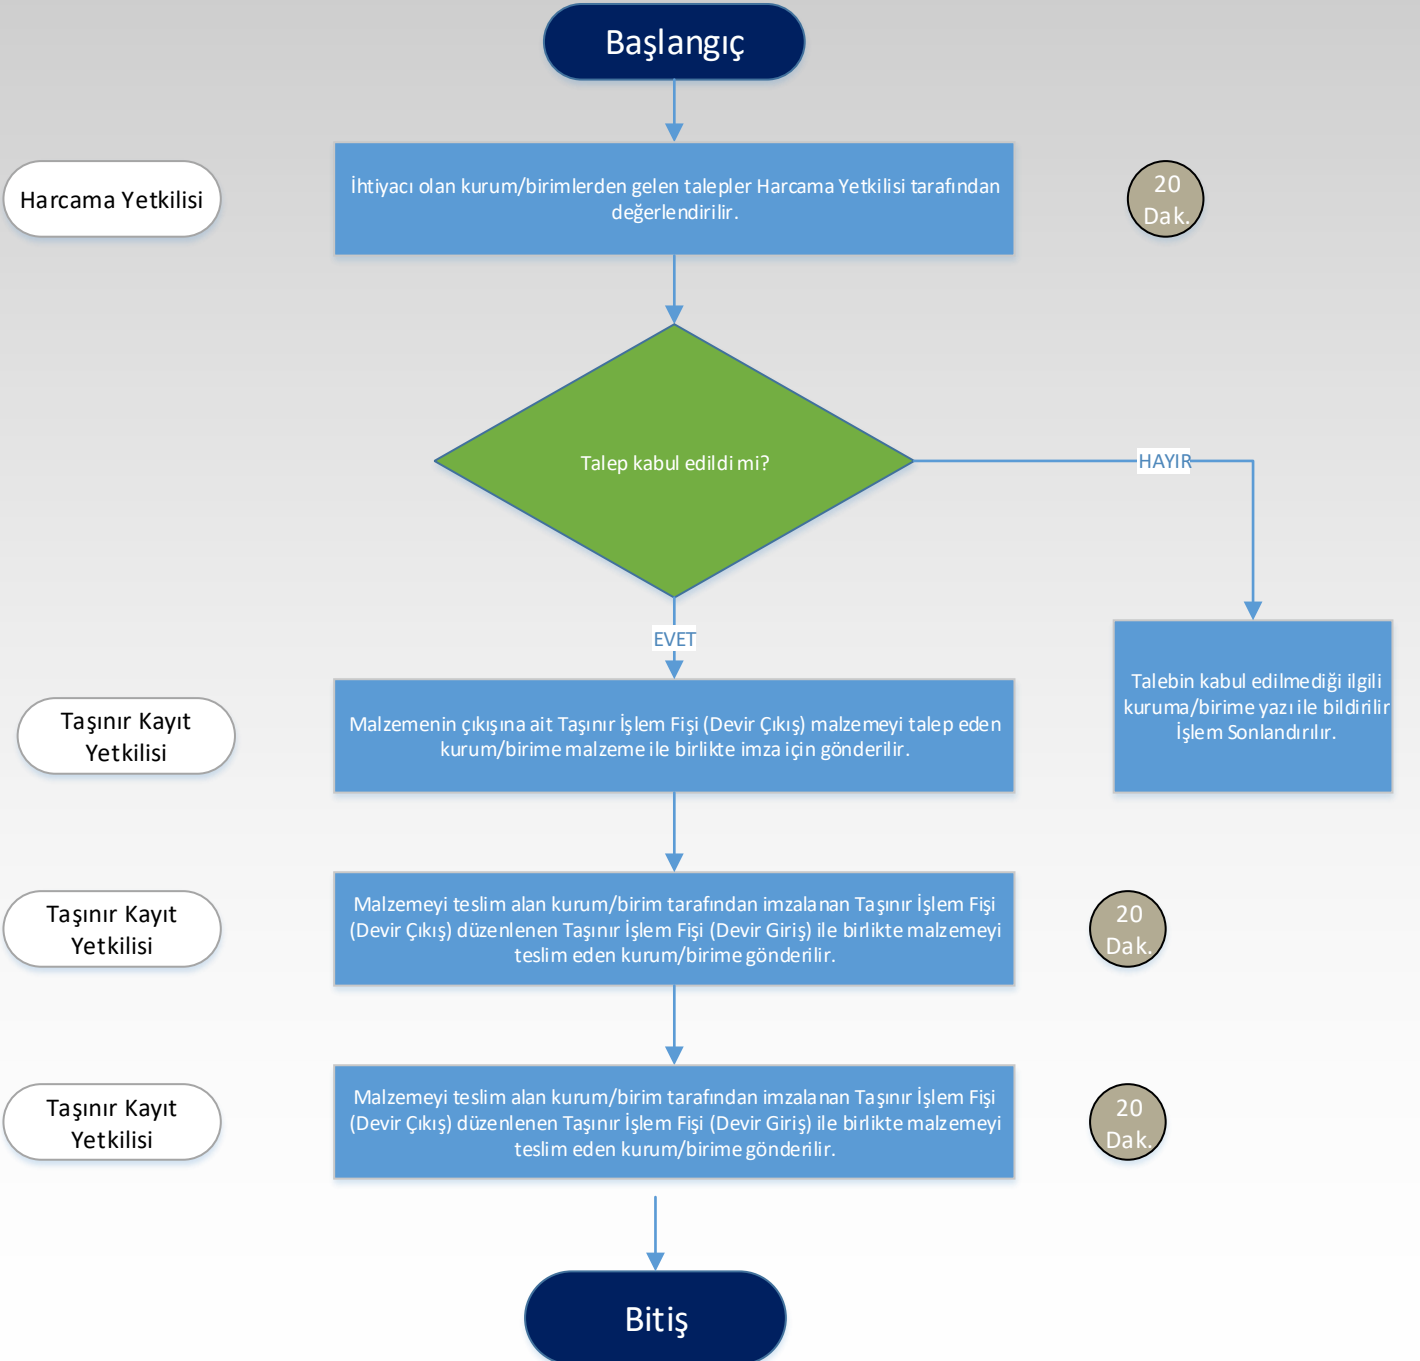 Başlangıç
Harcama Yetkilisi
İhtiyacı olan kurum/birimlerden gelen talepler Harcama Yetkilisi tarafından
değerlendirilir.
20
Dak.
Talep kabul edildi mi?
HAYIR
EVET
Talebin kabul edilmediği ilgili
kuruma/birime yazı ile bildirilir
İşlem Sonlandırılır.
Taşınır Kayıt
Yetkilisi
Malzemenin çıkışına ait Taşınır İşlem Fişi (Devir Çıkış) malzemeyi talep eden
kurum/birime malzeme ile birlikte imza için gönderilir.
Taşınır Kayıt
Yetkilisi
Malzemeyi teslim alan kurum/birim tarafından imzalanan Taşınır İşlem Fişi
(Devir Çıkış) düzenlenen Taşınır İşlem Fişi (Devir Giriş) ile birlikte malzemeyi
teslim eden kurum/birime gönderilir.
20
Dak.
Taşınır Kayıt
Yetkilisi
Malzemeyi teslim alan kurum/birim tarafından imzalanan Taşınır İşlem Fişi
(Devir Çıkış) düzenlenen Taşınır İşlem Fişi (Devir Giriş) ile birlikte malzemeyi
teslim eden kurum/birime gönderilir.
20
Dak.
Bitiş